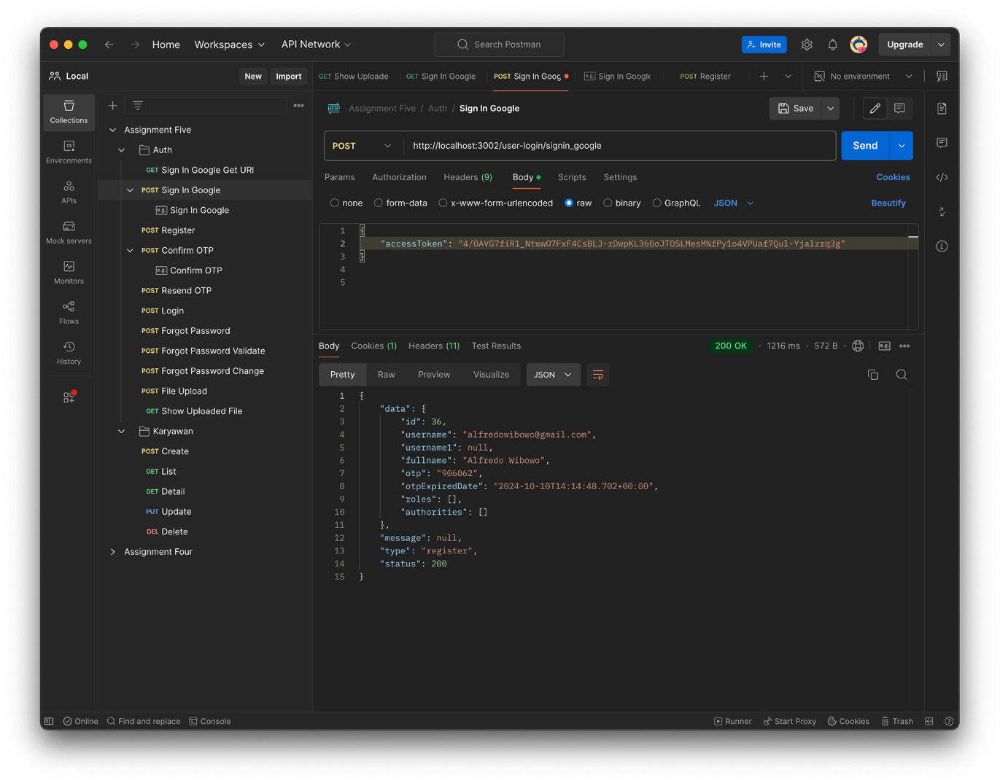 Home Workspaces API Network Search Postman Invite Upgrade
Local New Import GET Show Uploade GET Sign In Google POST Sign In Goog e.g. Sign In Google POST Register No environment
Collections
Environments
APIs
Mock servers
Monitors
Flows
History
Assignment Five
Auth
GET Sign In Google Get URI
POST Sign In Google
e.g. Sign In Google
POST Register
POST Confirm OTP
e.g. Confirm OTP
POST Resend OTP
POST Login
POST Forgot Password
POST Forgot Password Validate
POST Forgot Password Change
POST File Upload
GET Show Uploaded File
Karyawan
POST Create
GET List
GET Detail
PUT Update
DEL Delete
Assignment Four
HTTP Assignment Five / Auth / Sign In Google Save
POST http://localhost:3002/user-login/signin_google Send
Params Authorization Headers (9) Body Scripts Settings Cookies
none form-data x-www-form-urlencoded raw binary GraphQL JSON Beautify
1 {
2 "accessToken": "4/0AVG7fiR1_NtwwO7FxF4CsBLJ-rDwpKL360oJTOSLMesMNfPy1o4VPUaf7Qul-Yjalzrq3g"
3 }
4
5
Body Cookies (1) Headers (11) Test Results 200 OK 1216 ms 572 B e.g.
Pretty Raw Preview Visualize JSON
1 {
2 "data": {
3 "id": 36,
4 "username": "alfredowibowo@gmail.com",
5 "username1": null,
6 "fullname": "Alfredo Wibowo",
7 "otp": "906062",
8 "otpExpiredDate": "2024-10-10T14:14:48.702+00:00",
9 "roles": [],
10 "authorities": []
11 },
12 "message": null,
13 "type": "register",
14 "status": 200
15 }
Online Find and replace Console Runner Start Proxy Cookies Trash